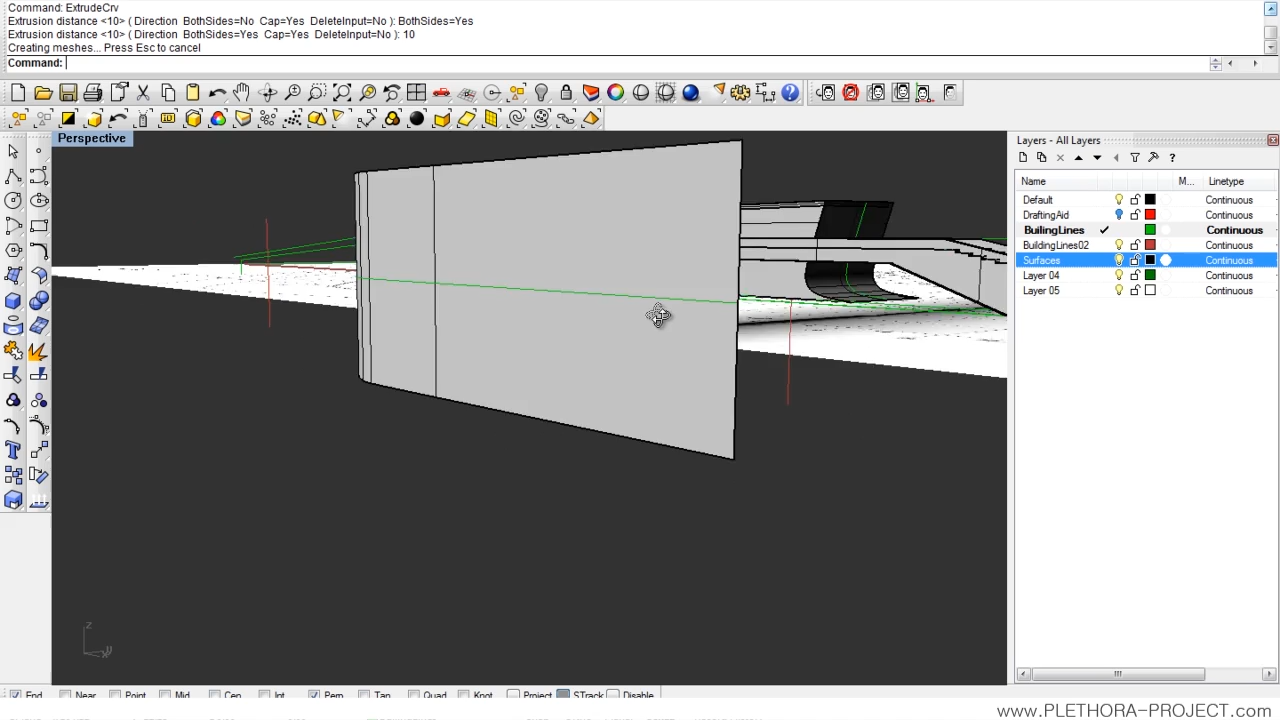 Command: ExtrudeCrv
Extrusion distance <10> ( Direction  BothSides=No  Cap=Yes  DeleteInput=No ): BothSides=Yes
Extrusion distance <10> ( Direction  BothSides=Yes  Cap=Yes  DeleteInput=No ): 10
Creating meshes... Press Esc to cancel
Command:
Perspective
Layers - All Layers
Name M... Linetype
Default Continuous
DraftingAid Continuous
BuilingLines Continuous
BuildingLines02 Continuous
Surfaces Continuous
Layer 04 Continuous
Layer 05 Continuous
z
End Near Point Mid Cen Int Perp Tan Quad Knot Project STrack Disable
www.PLETHORA-PROJECT.com